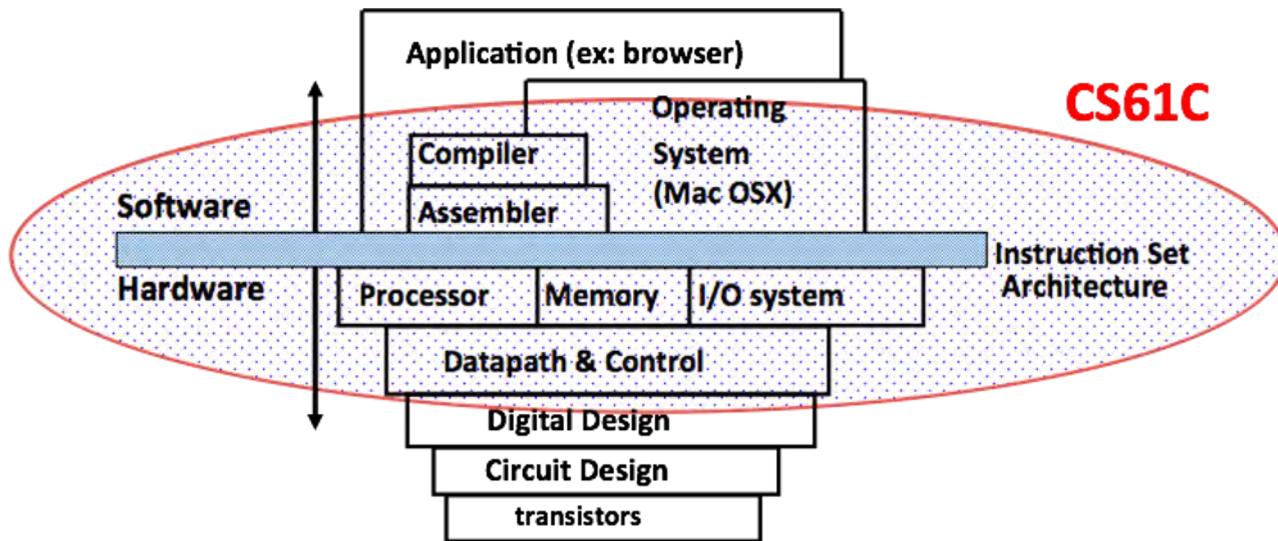 Application (ex: browser)
CS61C
Operating
System
(Mac OSX)
Compiler
Assembler
Software
Instruction Set
Architecture
Hardware
Processor
Memory
I/O system
Datapath & Control
Digital Design
Circuit Design
transistors